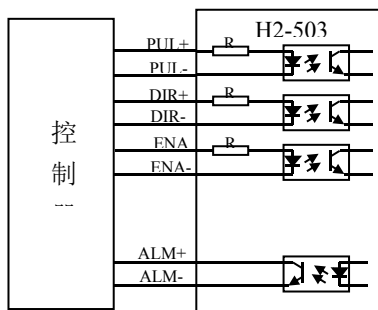 H2-503
PUL+
R
PUL-
DIR+
R
DIR-
控
制
ENA
R
ENA-
ALM+
ALM-